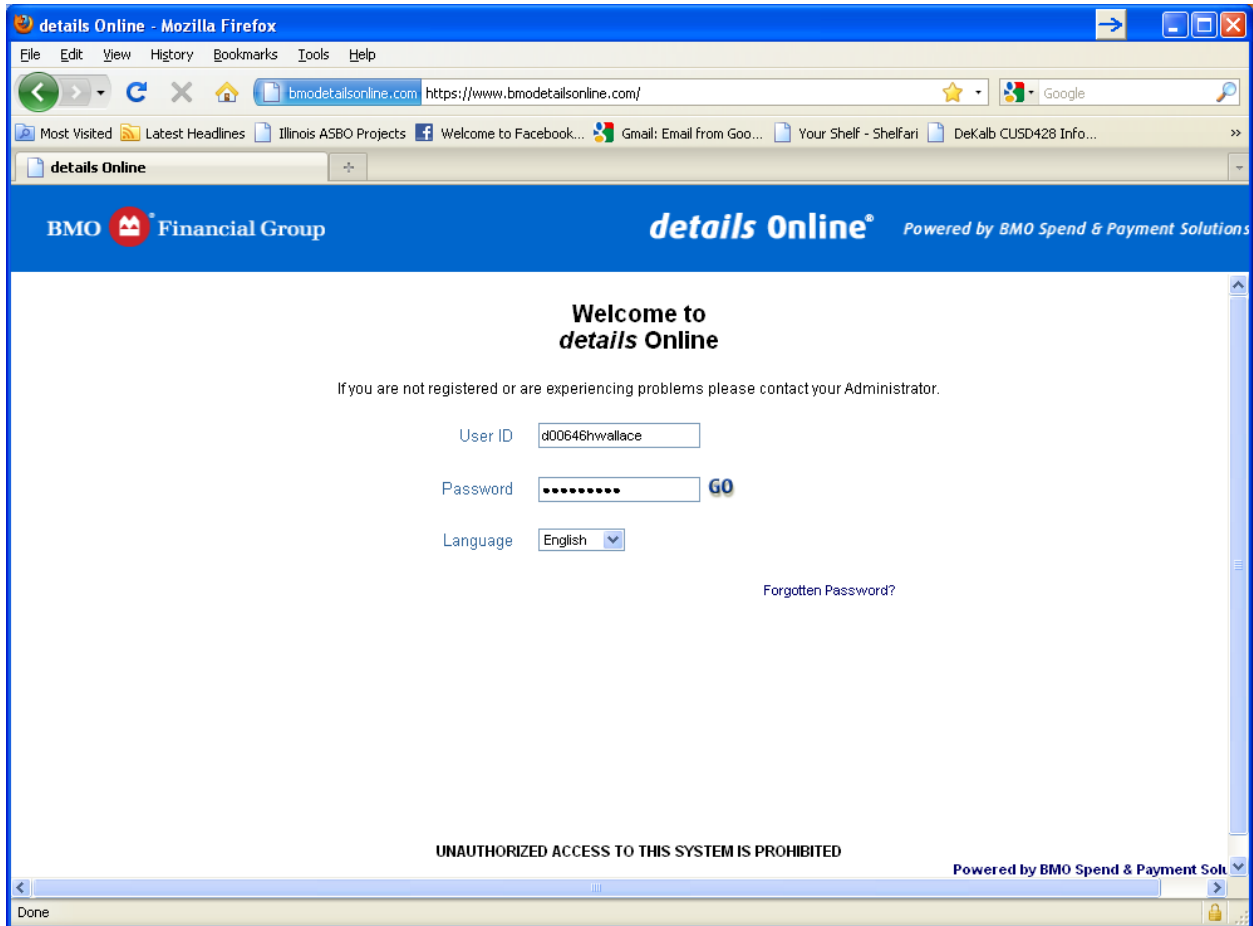 details Online - Mozilla Firefox
File Edit View History Bookmarks Tools Help
bmodetailsonline.com https://www.bmodetailsonline.com/ Google
Most Visited Latest Headlines Illinois ASBO Projects Welcome to Facebook... Gmail: Email from Goo... Your Shelf - Shelfari DeKalb CUSD428 Info... »
details Online
BMO Financial Group details Online® Powered by BMO Spend & Payment Solutions
Welcome to
details Online
If you are not registered or are experiencing problems please contact your Administrator.
User ID d00646hwallace
Password ••••••••• GO
Language English
Forgotten Password?
UNAUTHORIZED ACCESS TO THIS SYSTEM IS PROHIBITED
Powered by BMO Spend & Payment Solu
Done